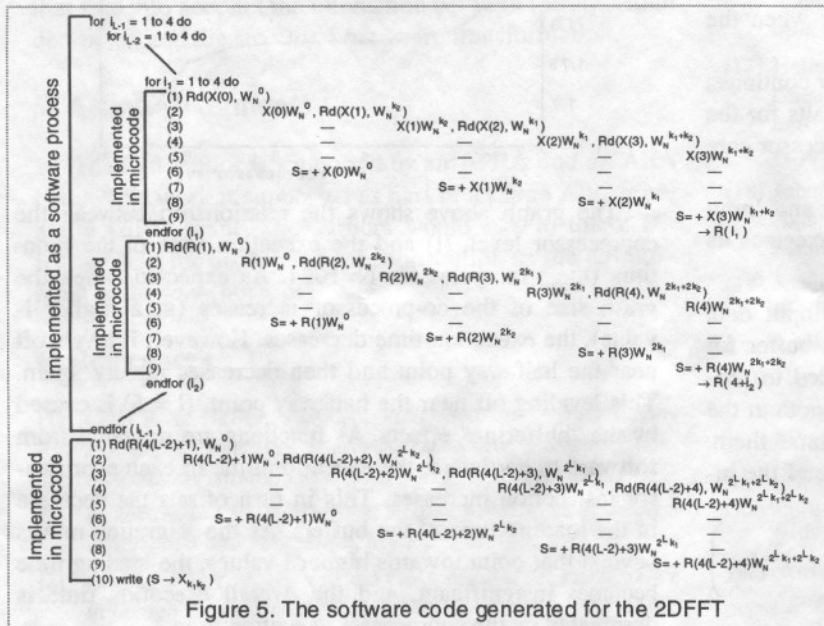 for i_{L-1} = 1 to 4 do
for i_{L-2} = 1 to 4 do
for i_1 = 1 to 4 do
(1) Rd(X(0), W_N^0)
(2) X(0)W_N^0, Rd(X(1), W_N^{k_2})
(3) — X(1)W_N^{k_2}, Rd(X(2), W_N^{k_1})
(4) — — X(2)W_N^{k_1}, Rd(X(3), W_N^{k_1+k_2})
(5) — — — X(3)W_N^{k_1+k_2}
(6) S=+ X(0)W_N^0 — — —
(7) S=+ X(1)W_N^{k_2} — —
(8) S=+ X(2)W_N^{k_1} —
(9) S=+ X(3)W_N^{k_1+k_2}
→ R(i_1)
endfor (i_1)
(1) Rd(R(1), W_N^0)
(2) R(1)W_N^0, Rd(R(2), W_N^{2k_2})
(3) — R(2)W_N^{2k_2}, Rd(R(3), W_N^{2k_1})
(4) — — R(3)W_N^{2k_1}, Rd(R(4), W_N^{2k_1+2k_2})
(5) — — — R(4)W_N^{2k_1+2k_2}
(6) S=+ R(1)W_N^0 — — —
(7) S=+ R(2)W_N^{2k_2} — —
(8) S=+ R(3)W_N^{2k_1} —
(9) S=+ R(4)W_N^{2k_1+2k_2}
→ R(4+i_2)
endfor (i_2)
endfor (i_{L-1})
(1) Rd(R(4(L-2)+1), W_N^0)
(2) R(4(L-2)+1)W_N^0, Rd(R(4(L-2)+2), W_N^{2^L k_2})
(3) — R(4(L-2)+2)W_N^{2^L k_2}, Rd(R(4(L-2)+3), W_N^{2^L k_1})
(4) — — R(4(L-2)+3)W_N^{2^L k_1}, Rd(R(4(L-2)+4), W_N^{2^L k_1+2^L k_2})
(5) — — — R(4(L-2)+4)W_N^{2^L k_1+2^L k_2}
(6) S=+ R(4(L-2)+1)W_N^0 — — —
(7) S=+ R(4(L-2)+2)W_N^{2^L k_2} — —
(8) S=+ R(4(L-2)+3)W_N^{2^L k_1} —
(9) S=+ R(4(L-2)+4)W_N^{2^L k_1+2^L k_2}
(10) write (S → X_{k_1,k_2})
Implemented as a software process
Implemented in microcode
Implemented in microcode
Implemented in microcode
Figure 5. The software code generated for the 2DFFT